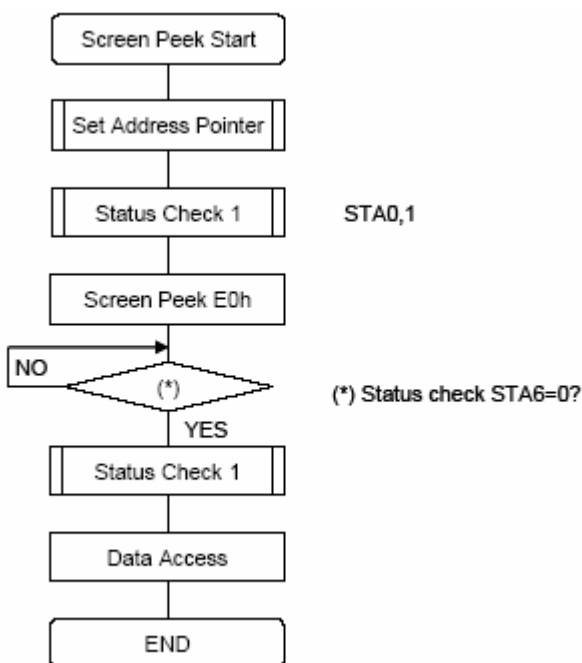 Screen Peek Start
Set Address Pointer
Status Check 1
STA0,1
Screen Peek E0h
NO
(*)
(*) Status check STA6=0?
YES
Status Check 1
Data Access
END